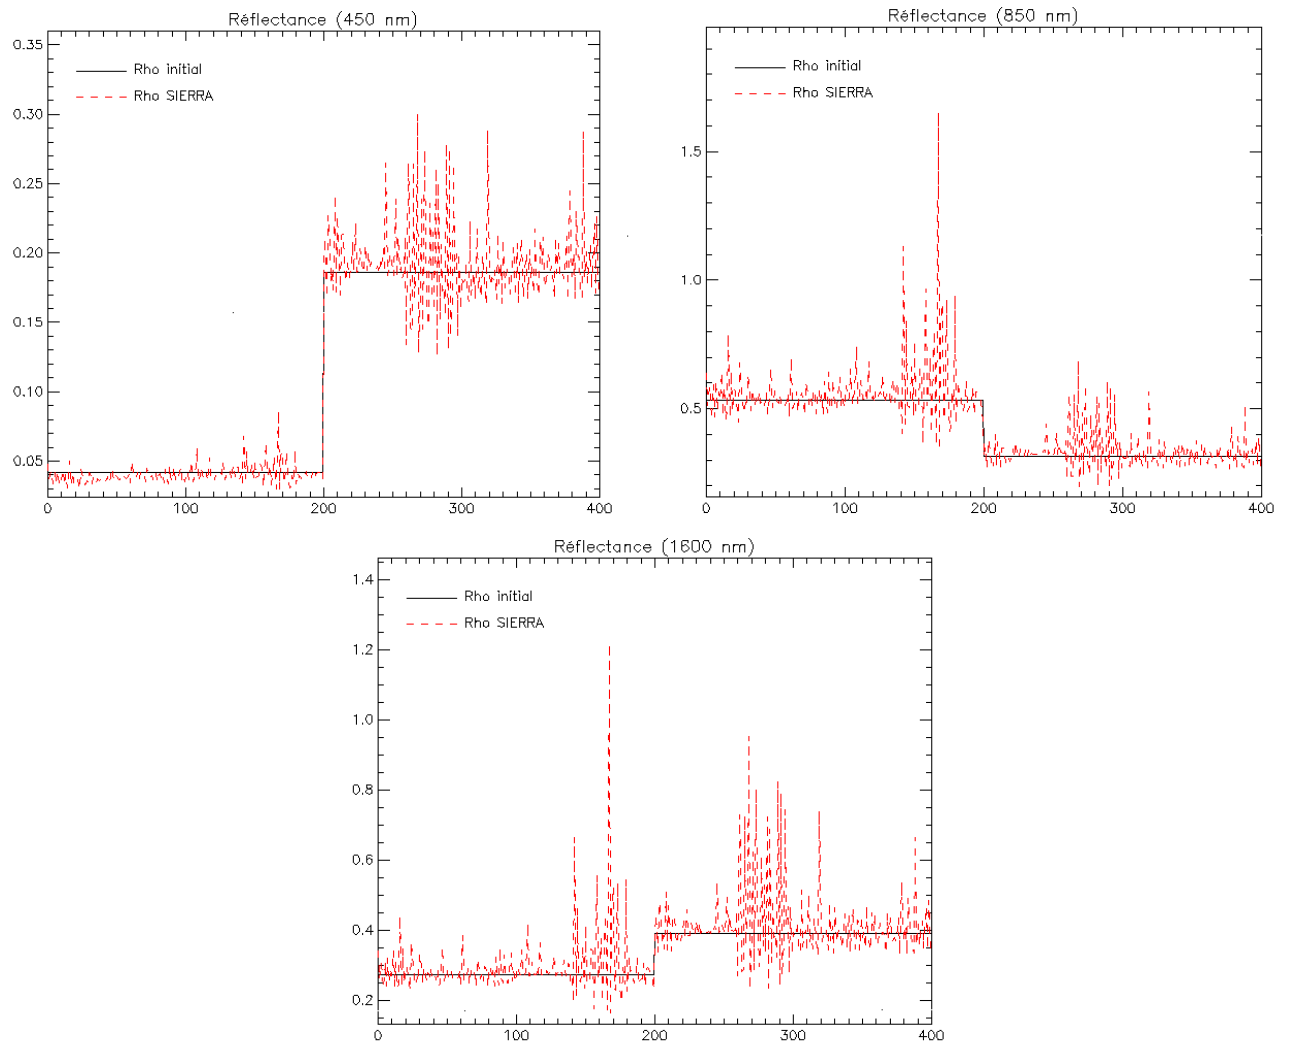 Réflectance (450 nm)
0.35
0.30
0.25
0.20
0.15
0.10
0.05
Rho initial
Rho SIERRA
0 100 200 300 400
Réflectance (850 nm)
1.5
1.0
0.5
Rho initial
Rho SIERRA
0 100 200 300 400
Réflectance (1600 nm)
1.4
1.2
1.0
0.8
0.6
0.4
0.2
Rho initial
Rho SIERRA
0 100 200 300 400